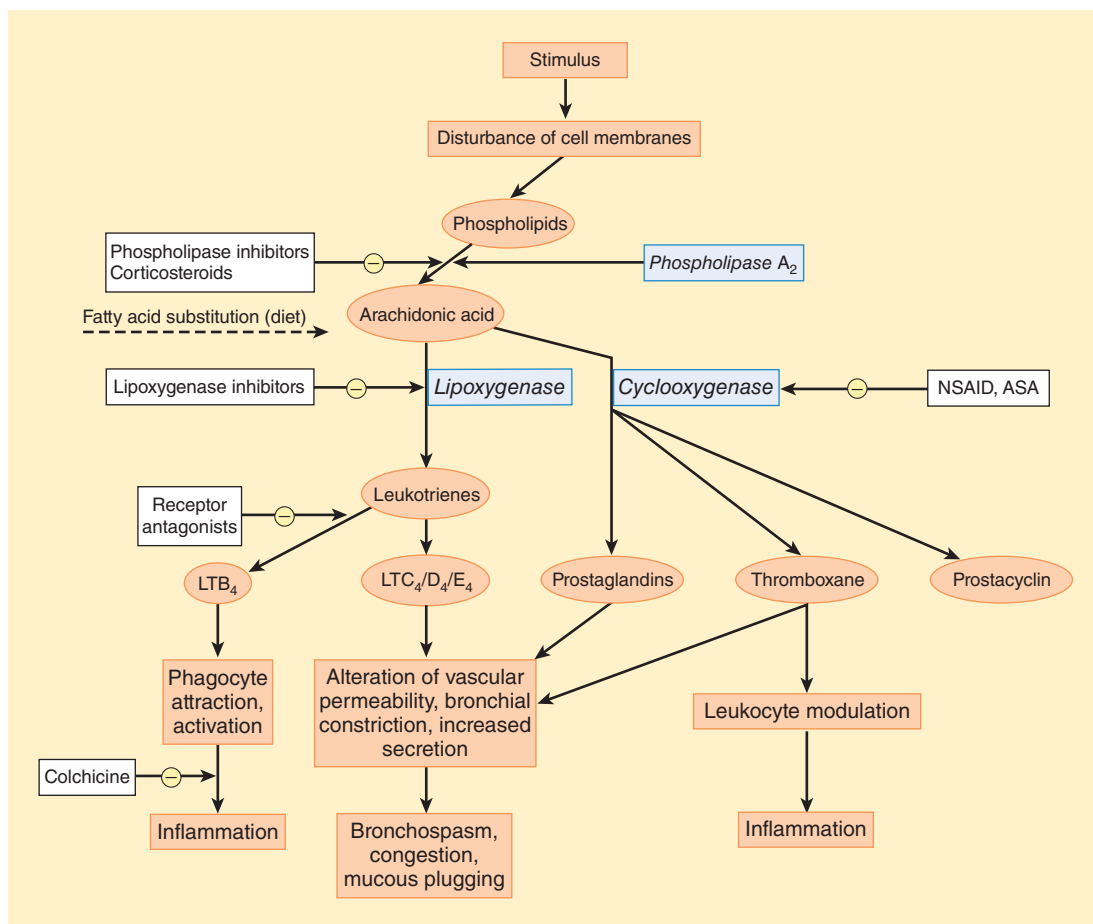 Stimulus
Disturbance of cell membranes
Phospholipids
Phospholipase inhibitors
Corticosteroids
−
Phospholipase A₂
Arachidonic acid
Fatty acid substitution (diet)
Lipoxygenase inhibitors
−
Lipoxygenase
Cyclooxygenase
−
NSAID, ASA
Leukotrienes
Receptor
antagonists
−
LTB₄
LTC₄/D₄/E₄
Prostaglandins
Thromboxane
Prostacyclin
Phagocyte
attraction,
activation
Alteration of vascular
permeability, bronchial
constriction, increased
secretion
Leukocyte modulation
Colchicine
−
Inflammation
Bronchospasm,
congestion,
mucous plugging
Inflammation